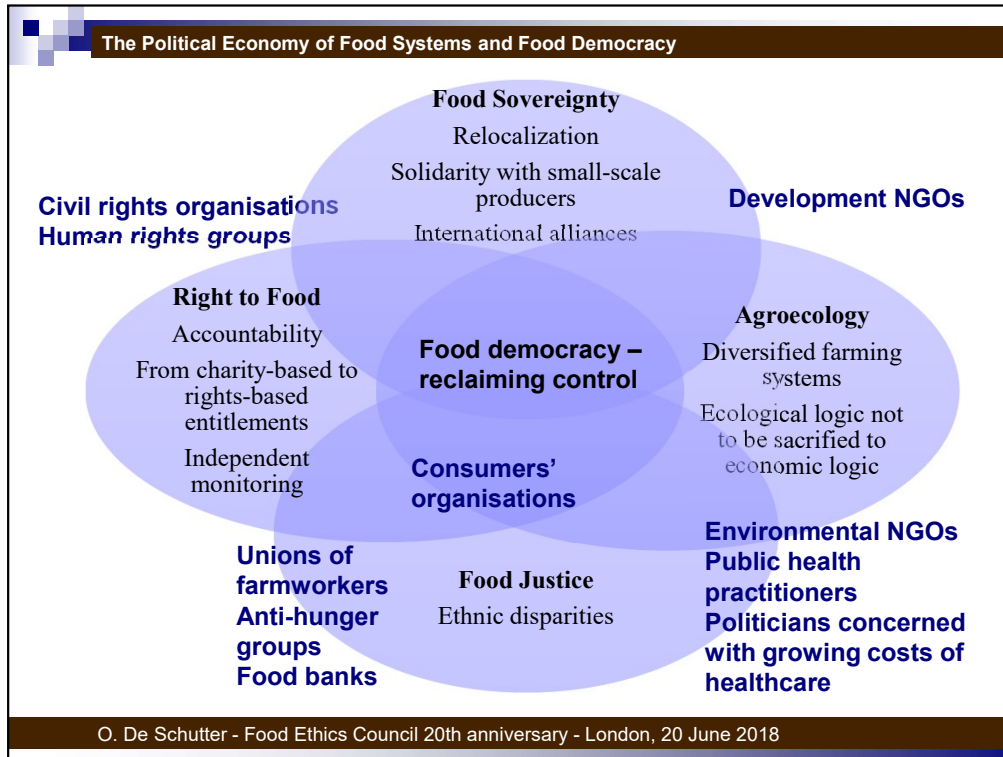 The Political Economy of Food Systems and Food Democracy
Food Sovereignty
Relocalization
Solidarity with small-scale
producers
International alliances
Civil rights organisations
Human rights groups
Development NGOs
Right to Food
Accountability
From charity-based to
rights-based
entitlements
Independent
monitoring
Food democracy –
reclaiming control
Agroecology
Diversified farming
systems
Ecological logic not
to be sacrified to
economic logic
Consumers’
organisations
Unions of
farmworkers
Anti-hunger
groups
Food banks
Food Justice
Ethnic disparities
Environmental NGOs
Public health
practitioners
Politicians concerned
with growing costs of
healthcare
O. De Schutter - Food Ethics Council 20th anniversary - London, 20 June 2018